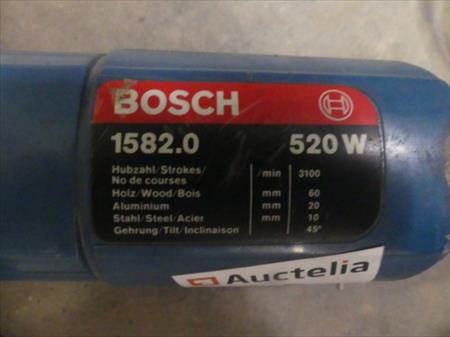 BOSCH
1582.0 520 W
Hubzahl/Strokes/ /min 3100
No de courses
Holz/Wood/Bois mm 60
Aluminium mm 20
Stahl/Steel/Acier mm 10
Gehrung/Tilt/Inclinaison 45°
Auctelia